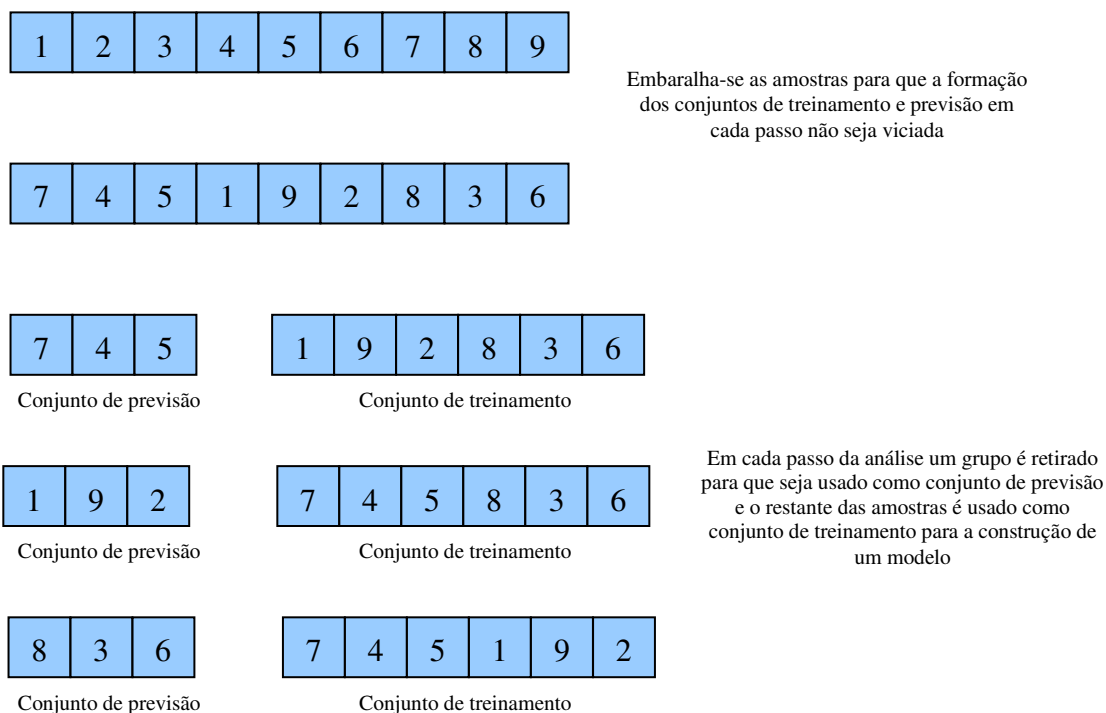 1 2 3 4 5 6 7 8 9
Embaralha-se as amostras para que a formação
dos conjuntos de treinamento e previsão em
cada passo não seja viciada
7 4 5 1 9 2 8 3 6
7 4 5
1 9 2 8 3 6
Conjunto de previsão
Conjunto de treinamento
1 9 2
7 4 5 8 3 6
Conjunto de previsão
Conjunto de treinamento
Em cada passo da análise um grupo é retirado
para que seja usado como conjunto de previsão
e o restante das amostras é usado como
conjunto de treinamento para a construção de
um modelo
8 3 6
7 4 5 1 9 2
Conjunto de previsão
Conjunto de treinamento